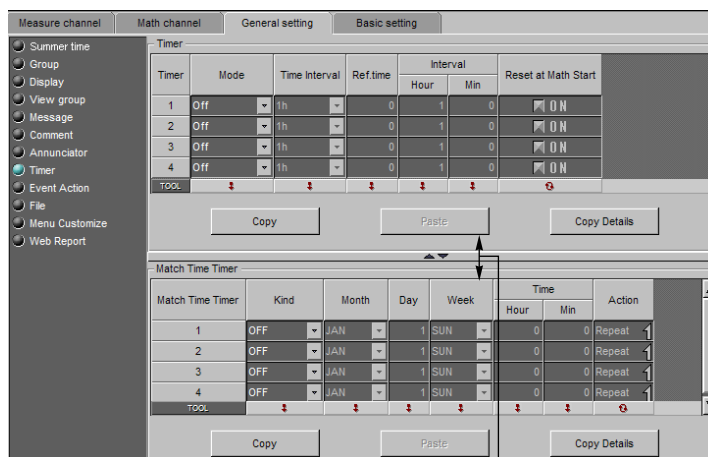 Measure channel Math channel General setting Basic setting
Summer time
Group
Display
View group
Message
Comment
Annunciator
Timer
Event Action
File
Menu Customize
Web Report
Timer
Timer Mode Time Interval Ref.time Interval Reset at Math Start
Hour Min
1 Off 1h 0 1 0 ON
2 Off 1h 0 1 0 ON
3 Off 1h 0 1 0 ON
4 Off 1h 0 1 0 ON
TOOL
Copy Paste Copy Details
Match Time Timer
Match Time Timer Kind Month Day Week Time Action
Hour Min
1 OFF JAN 1 SUN 0 0 Repeat
2 OFF JAN 1 SUN 0 0 Repeat
3 OFF JAN 1 SUN 0 0 Repeat
4 OFF JAN 1 SUN 0 0 Repeat
TOOL
Copy Paste Copy Details